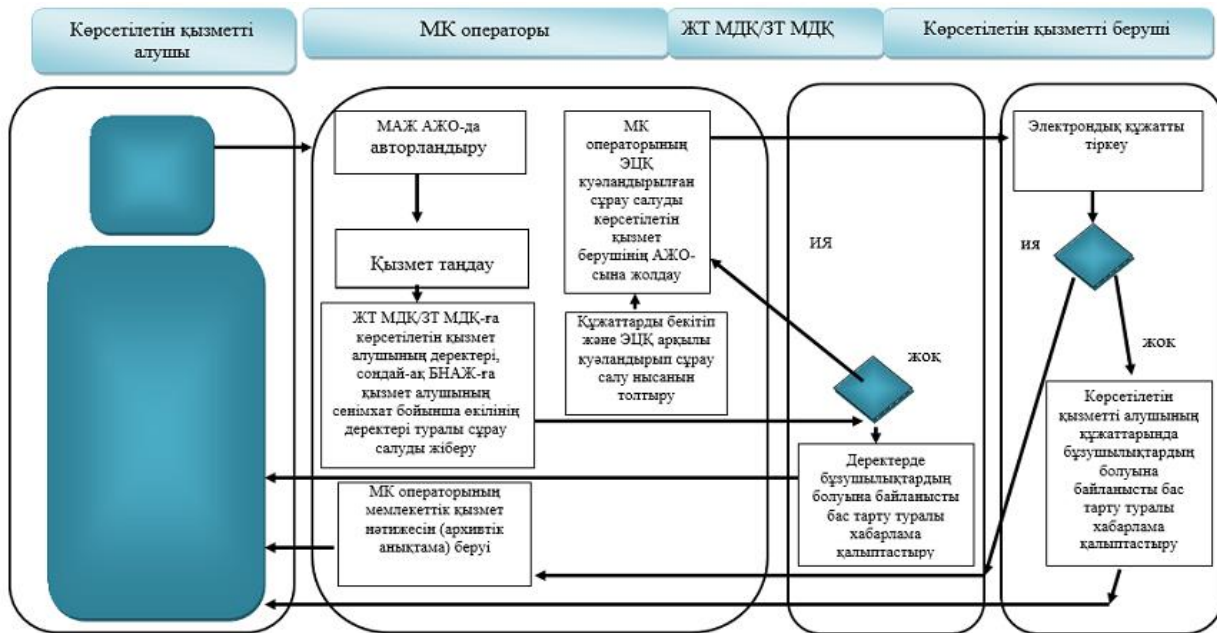 Көрсетілетін қызметті
алушы
МК операторы
ЖТ МДҚ/ЗТ МДҚ
Көрсетілетін қызметті беруші
МАЖ АЖО-да
авторландыру
Қызмет таңдау
ЖТ МДҚ/ЗТ МДҚ-ға
көрсетілетін қызмет
алушының деректері,
сондай-ақ БНАЖ-ға
қызмет алушының
сенімхат бойынша өкілінің
деректері туралы сұрау
салуды жіберу
МК операторының
мемлекеттік қызмет
нәтижесін (архивтік
анықтама) беруі
МК
операторының
ЭЦҚ
куәландырылған
сұрау салуды
көрсетілетін
қызмет
берушінің АЖО-
сына жолдау
Құжаттарды бекітіп
және ЭЦҚ арқылы
куәландырып сұрау
салу нысанын
толтыру
ИЯ
жоқ
Деректерде
бұзушылықтардың
болуына байланысты
бас тарту туралы
хабарлама
қалыптастыру
Электрондық құжатты
тіркеу
ия
жоқ
Көрсетілетін
қызметті алушының
құжаттарында
бұзушылықтардың
болуына
байланысты бас
тарту туралы
хабарлама
қалыптастыру